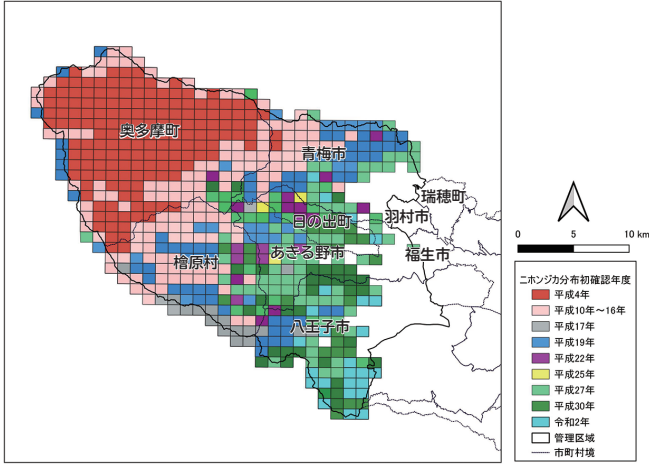 奥多摩町
青梅市
瑞穂町
羽村市
日の出町
あきる野市
福生市
檜原村
八王子市
0 5 10 km
ニホンジカ分布初確認年度
平成4年
平成10年～16年
平成17年
平成19年
平成22年
平成25年
平成27年
平成30年
令和2年
管理区域
市町村境